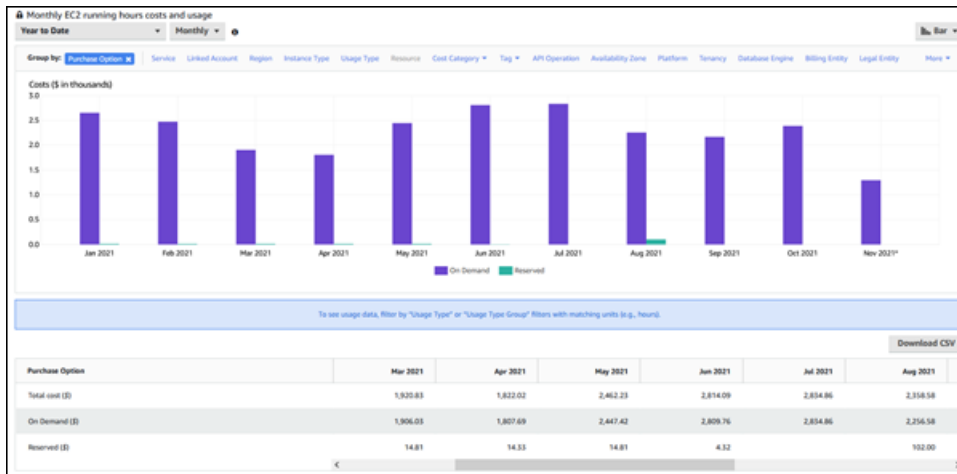 Monthly EC2 running hours costs and usage
Year to Date Monthly Bar
Group by: Purchase Option Service Linked Account Region Instance Type Usage Type Resource Cost Category Tag API Operation Availability Zone Platform Tenancy Database Engine Billing Entity Legal Entity More
Costs ($ in thousands)
3.0
2.5
2.0
1.5
1.0
0.5
0.0
Jan 2021 Feb 2021 Mar 2021 Apr 2021 May 2021 Jun 2021 Jul 2021 Aug 2021 Sep 2021 Oct 2021 Nov 2021*
On Demand Reserved
To see usage data, filter by "Usage Type" or "Usage Type Group" filters with matching units (e.g., hours).
Download CSV
Purchase Option Mar 2021 Apr 2021 May 2021 Jun 2021 Jul 2021 Aug 2021
Total cost ($) 1,920.83 1,822.02 2,462.23 2,814.09 2,834.86 2,358.58
On Demand ($) 1,906.03 1,807.69 2,447.42 2,809.76 2,834.86 2,256.58
Reserved ($) 14.81 14.33 14.81 4.32 102.00